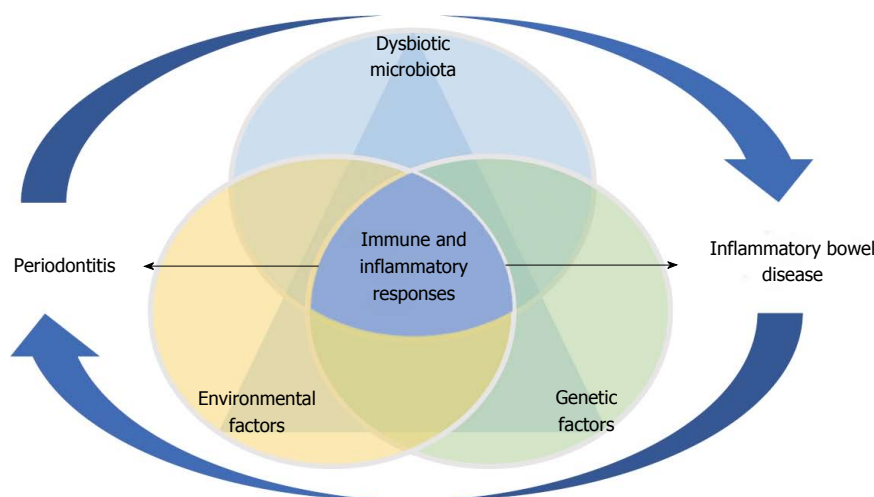 Dysbiotic
microbiota
Immune and
inflammatory
responses
Periodontitis
Inflammatory bowel
disease
Environmental
factors
Genetic
factors